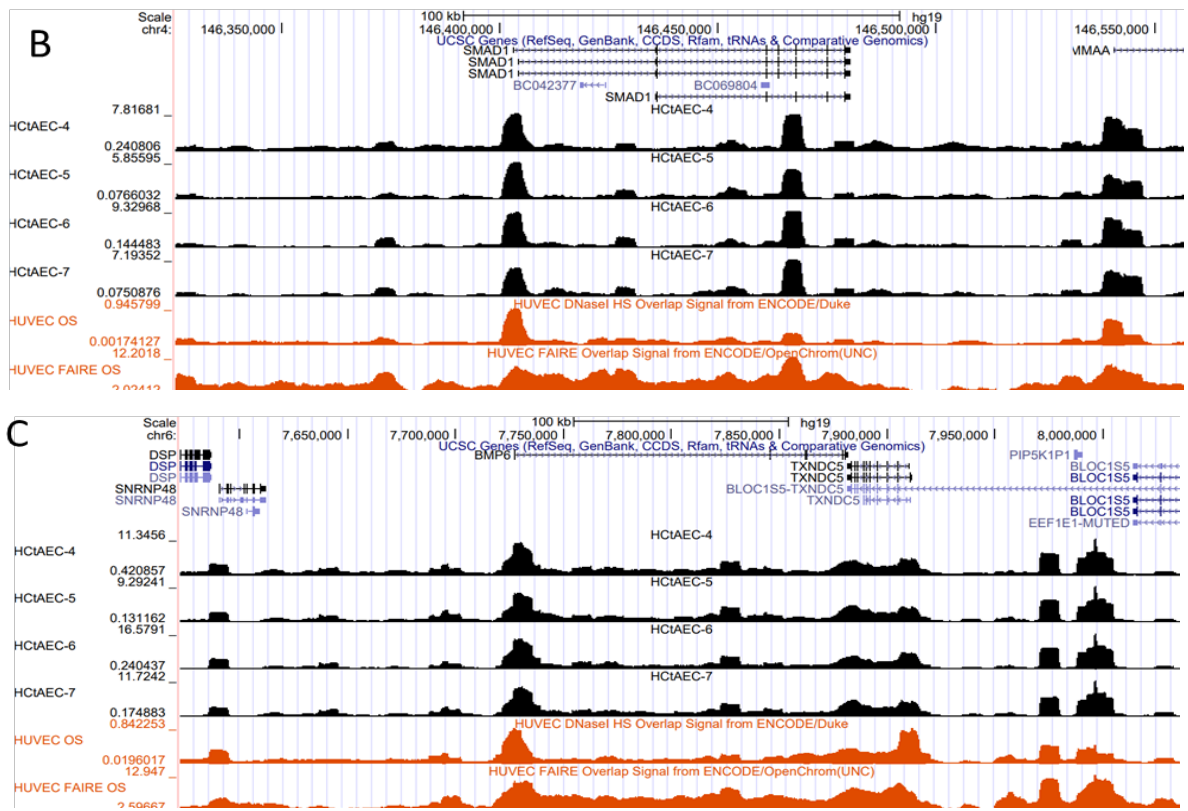 B
Scale 100 kb hg19
chr4: 146,350,000 146,400,000 146,450,000 146,500,000 146,550,000
UCSC Genes (RefSeq, GenBank, CCDS, Rfam, tRNAs & Comparative Genomics)
SMAD1 MMAA
SMAD1
SMAD1
BC042377 BC069804
SMAD1
HCtAEC-4
7.81681
HCtAEC-4
0.240806
HCtAEC-5
5.85595
HCtAEC-5
0.0766032
HCtAEC-6
9.32968
HCtAEC-6
0.144483
HCtAEC-7
7.19352
HCtAEC-7
0.0750876
HUVEC DNaseI HS Overlap Signal from ENCODE/Duke
0.945799
HUVEC OS
0.00174127
HUVEC FAIRE Overlap Signal from ENCODE/OpenChrom(UNC)
12.2018
HUVEC FAIRE OS
C
Scale 100 kb hg19
chr6: 7,650,000 7,700,000 7,750,000 7,800,000 7,850,000 7,900,000 7,950,000 8,000,000
UCSC Genes (RefSeq, GenBank, CCDS, Rfam, tRNAs & Comparative Genomics)
DSP BMP6 TXNDC5 PIP5K1P1
DSP TXNDC5 BLOC1S5
DSP TXNDC5 BLOC1S5
SNRNP48 BLOC1S5-TXNDC5
SNRNP48 TXNDC5 BLOC1S5
SNRNP48 BLOC1S5
EEF1E1-MUTED
HCtAEC-4
11.3456
HCtAEC-4
0.420857
HCtAEC-5
9.29241
HCtAEC-5
0.131162
HCtAEC-6
16.5791
HCtAEC-6
0.240437
HCtAEC-7
11.7242
HCtAEC-7
0.174883
HUVEC DNaseI HS Overlap Signal from ENCODE/Duke
0.842253
HUVEC OS
0.0196017
HUVEC FAIRE Overlap Signal from ENCODE/OpenChrom(UNC)
12.947
HUVEC FAIRE OS
2.59667